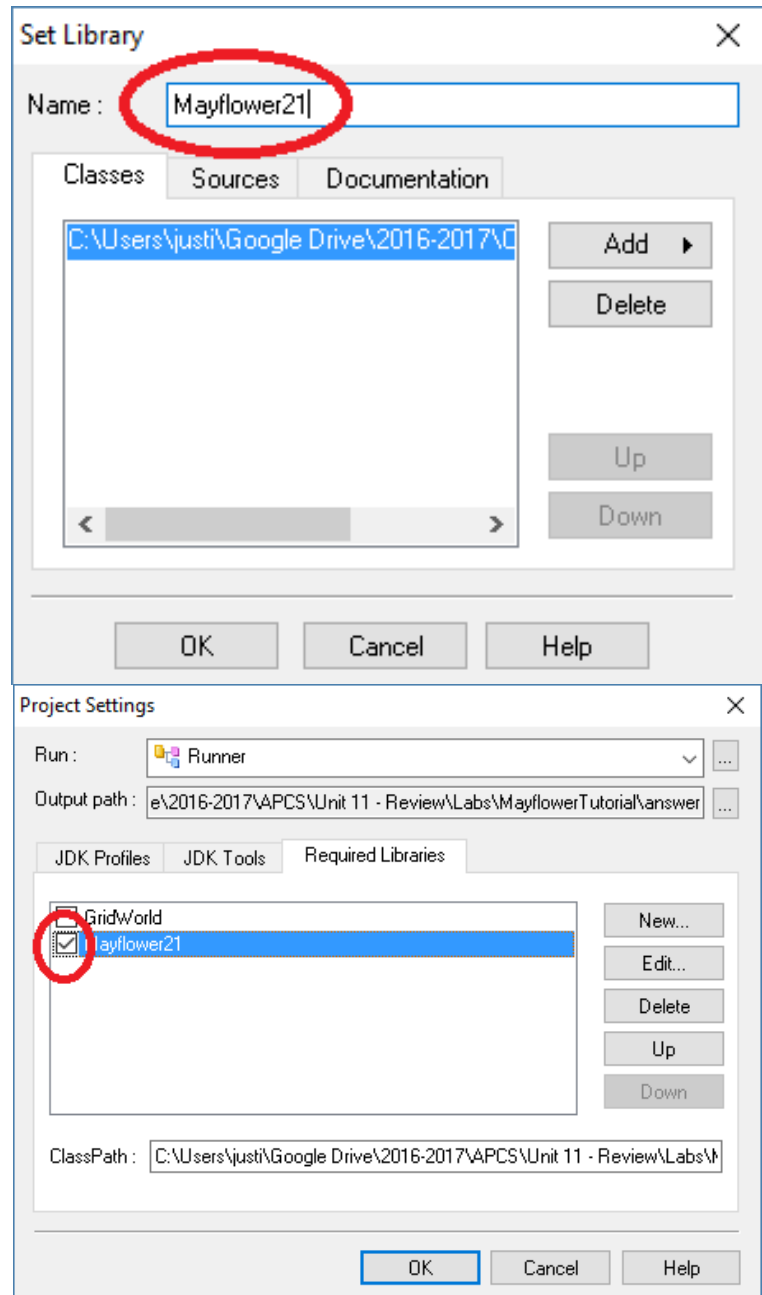 Set Library
Name : Mayflower21
Classes Sources Documentation
C:\Users\justi\Google Drive\2016-2017\
Add
Delete
Up
Down
OK Cancel Help
Project Settings
Run : Runner ...
Output path : e\2016-2017\APCS\Unit 11 - Review\Labs\MayflowerTutorial\answer ...
JDK Profiles JDK Tools Required Libraries
GridWorld
Mayflower21
New...
Edit...
Delete
Up
Down
ClassPath : C:\Users\justi\Google Drive\2016-2017\APCS\Unit 11 - Review\Labs\
OK Cancel Help